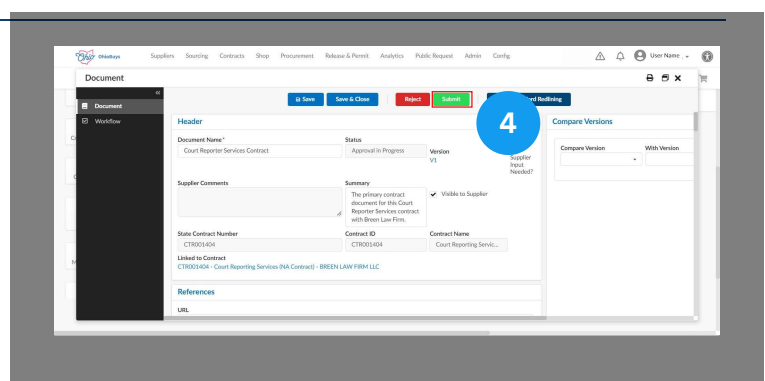 Ohio OhioBuys Suppliers Sourcing Contracts Shop Procurement Release & Permit Analytics Public Request Admin Config User Name
Document
Save Save & Close Reject Submit rd Redlining
4
Document
Workflow
Header
Compare Versions
Document Name*
Court Reporter Services Contract
Status
Approval in Progress
Version
V1
Supplier
Input
Needed?
Compare Version
With Version
Supplier Comments
Summary
The primary contract
document for this Court
Reporter Services contract
with Breen Law Firm.
Visible to Supplier
State Contract Number
CTR001404
Contract ID
CTR001404
Contract Name
Court Reporting Servic...
Linked to Contract
CTR001404 - Court Reporting Services (NA Contract) - BREEN LAW FIRM LLC
References
URL